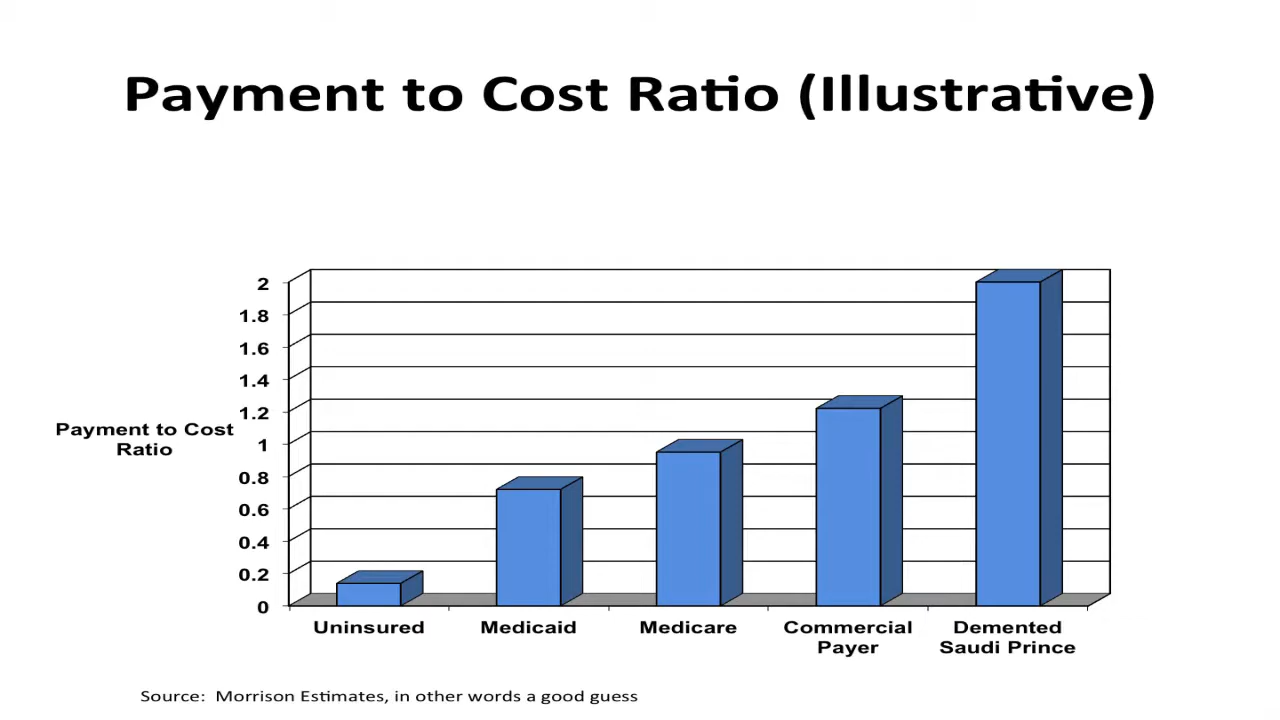 Payment to Cost Ratio (Illustrative)
2
1.8
1.6
1.4
1.2
1
0.8
0.6
0.4
0.2
0
Payment to Cost
Ratio
Uninsured
Medicaid
Medicare
Commercial
Payer
Demented
Saudi Prince
Source: Morrison Estimates, in other words a good guess